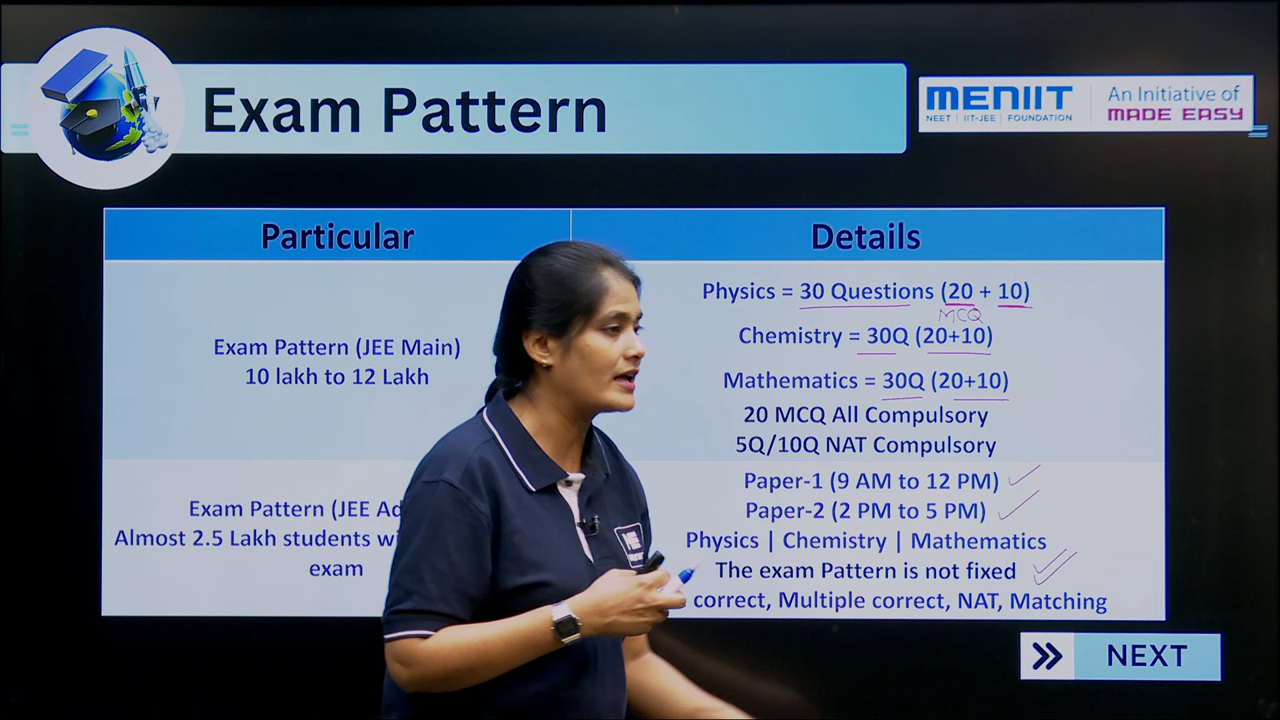 Exam Pattern
MENIIT
NEET | IIT-JEE | FOUNDATION
An Initiative of
MADE EASY
Particular
Details
Exam Pattern (JEE Main)
10 lakh to 12 Lakh
Physics = 30 Questions (20 + 10)
MCQ
Chemistry = 30Q (20+10)
Mathematics = 30Q (20+10)
20 MCQ All Compulsory
5Q/10Q NAT Compulsory
Exam Pattern (JEE
Almost 2.5 Lakh students
exam
Paper-1 (9 AM to 12 PM)
Paper-2 (2 PM to 5 PM)
Physics | Chemistry | Mathematics
The exam Pattern is not fixed
correct, Multiple correct, NAT, Matching
NEXT